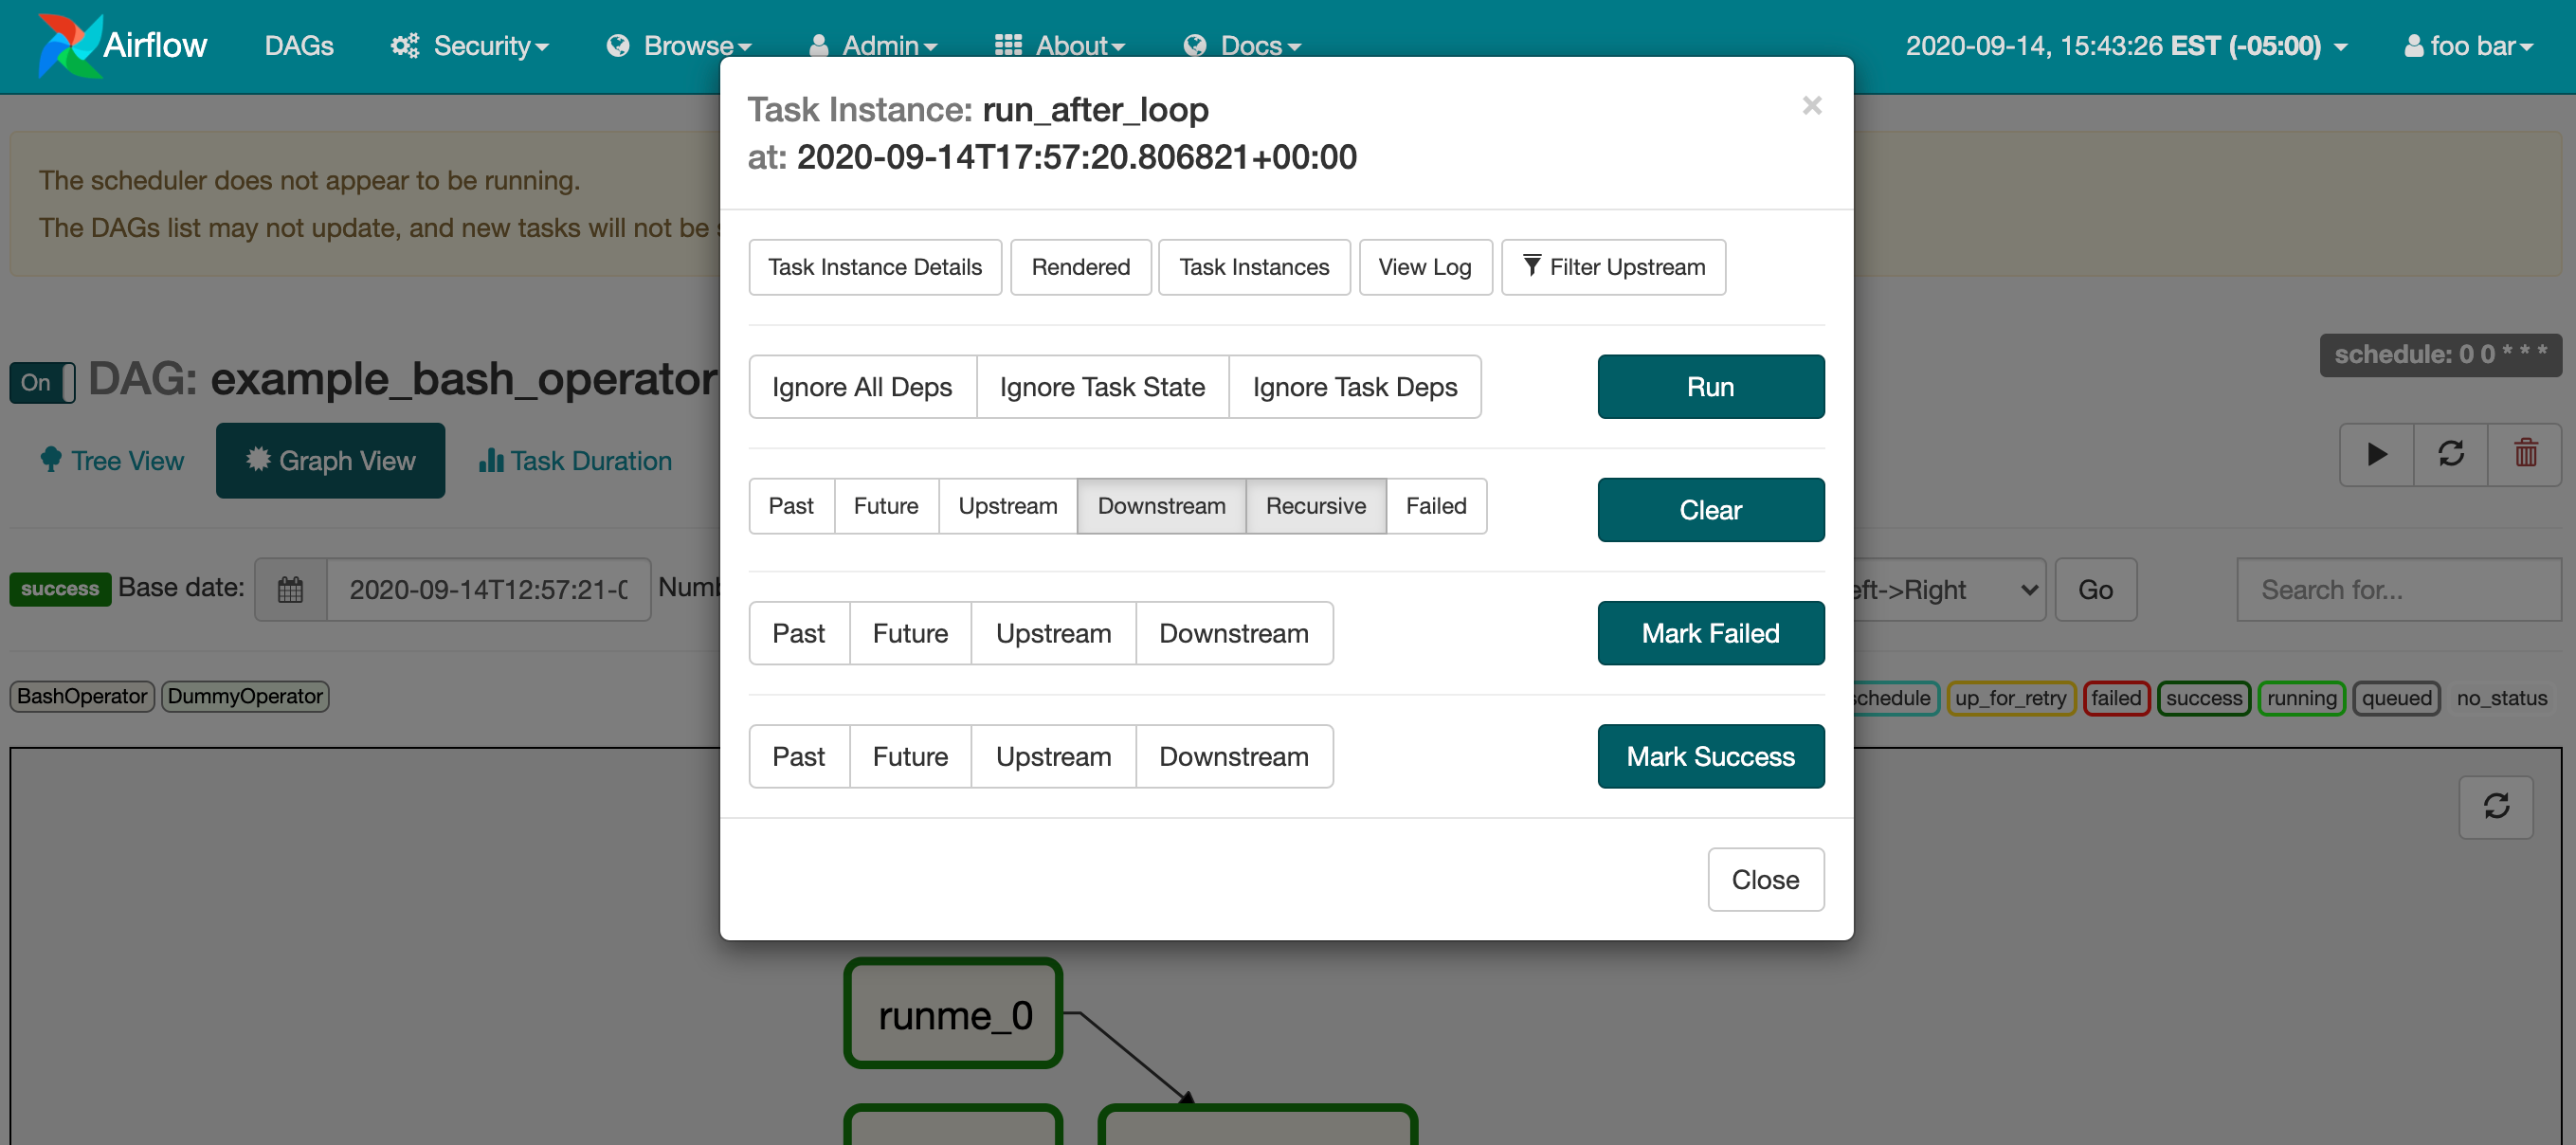 Airflow DAGs Security Browse Admin About Docs 2020-09-14, 15:43:26 EST (-05:00) foo bar
Task Instance: run_after_loop ×
at: 2020-09-14T17:57:20.806821+00:00
The scheduler does not appear to be running.
The DAGs list may not update, and new tasks will not be
Task Instance Details Rendered Task Instances View Log Filter Upstream
schedule: 0 0 * * *
On DAG: example_bash_operator
Ignore All Deps Ignore Task State Ignore Task Deps Run
Tree View Graph View Task Duration
Past Future Upstream Downstream Recursive Failed Clear
success Base date: 2020-09-14T12:57:21-0 Numb
eft->Right Go Search for...
Past Future Upstream Downstream Mark Failed
BashOperator DummyOperator
schedule up_for_retry failed success running queued no_status
Past Future Upstream Downstream Mark Success
Close
runme_0